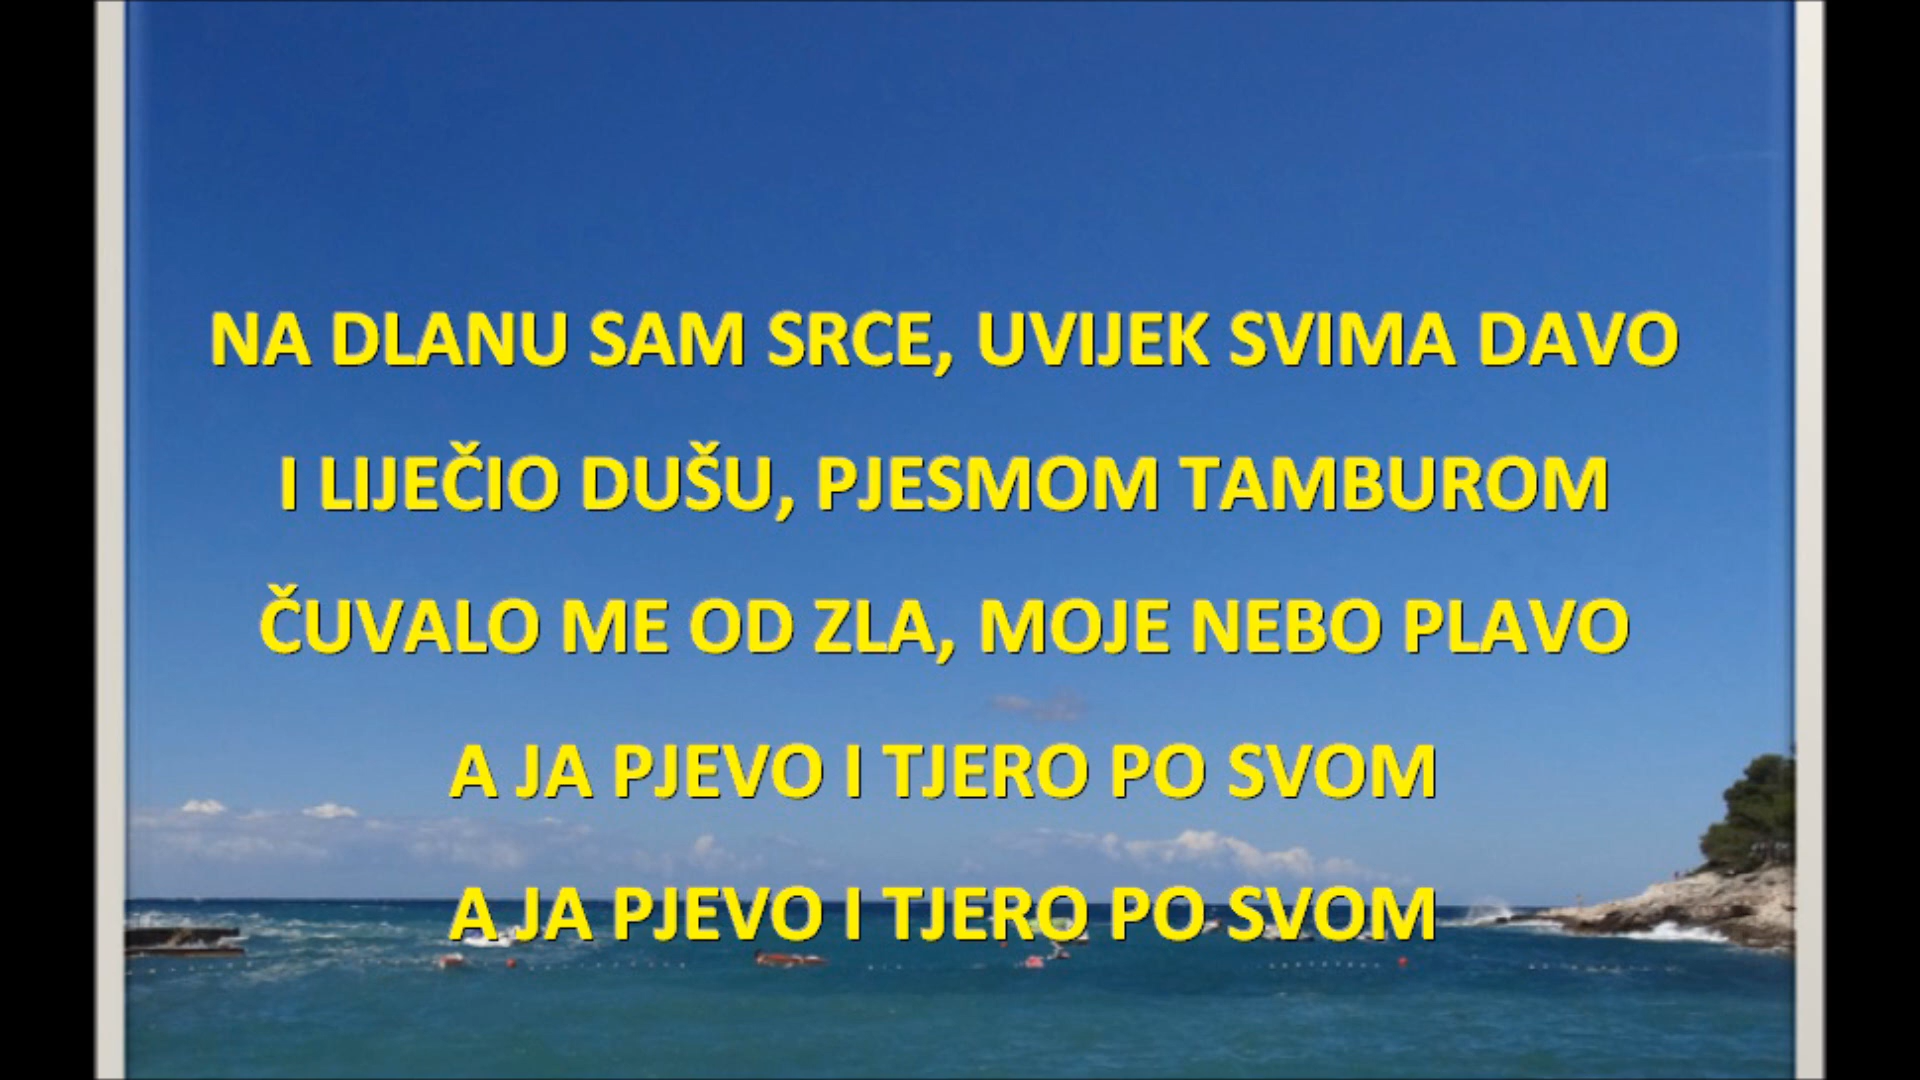 NA DLANU SAM SRCE, UVIJEK SVIMA DAVO
I LIJEČIO DUŠU, PJESMOM TAMBUROM
ČUVALO ME OD ZLA, MOJE NEBO PLAVO
A JA PJEVO I TJERO PO SVOM
A JA PJEVO I TJERO PO SVOM